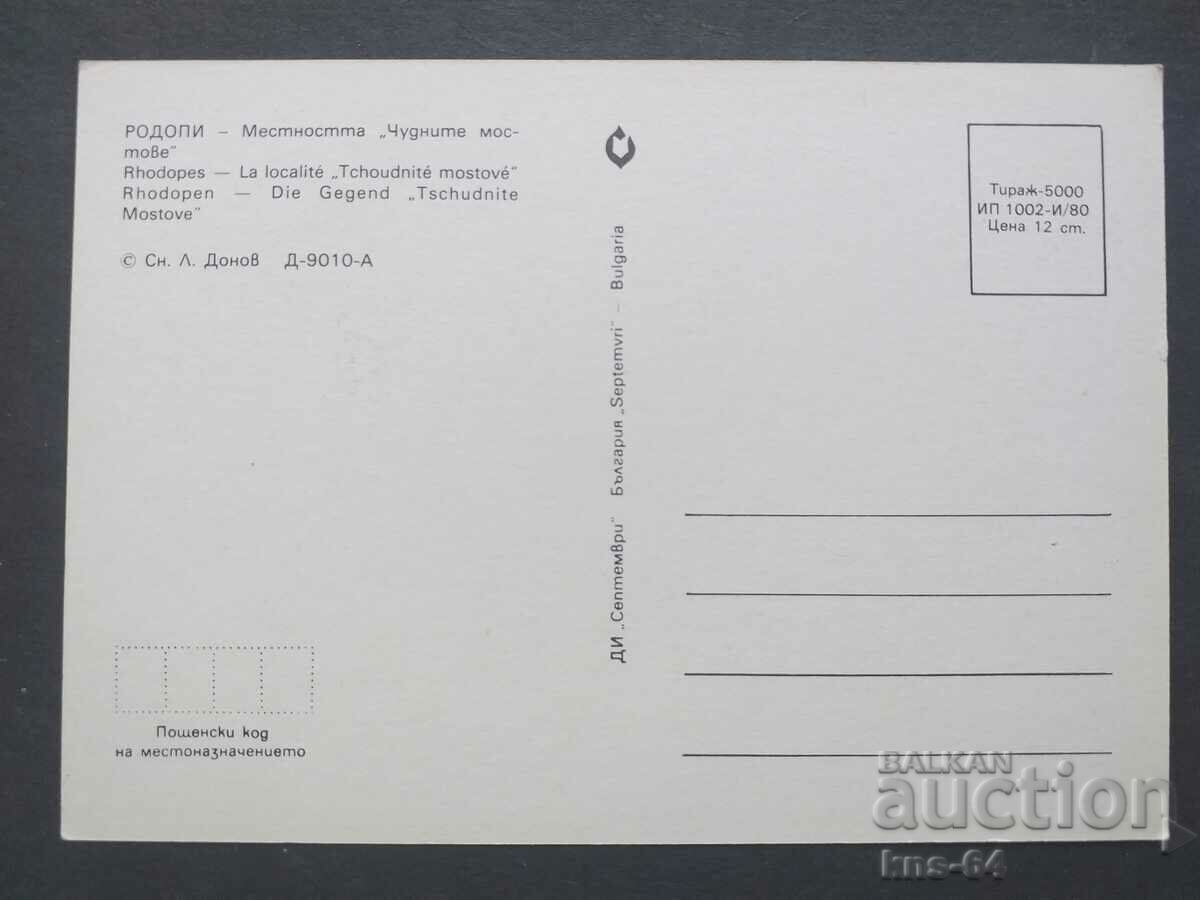 РОДОПИ – Местността „Чудните мос-
тове"
Rhodopes — La localité „Tchoudnité mostové"
Rhodopen — Die Gegend „Tschudnite
Mostove"
© Сн. Л. Донов Д-9010-А
ДИ „Септември" България „Septemvri" – Bulgaria
Тираж-5000
ИП 1002-И/80
Цена 12 ст.
Пощенски код
на местоназначението
BALKAN
auction
kns-64